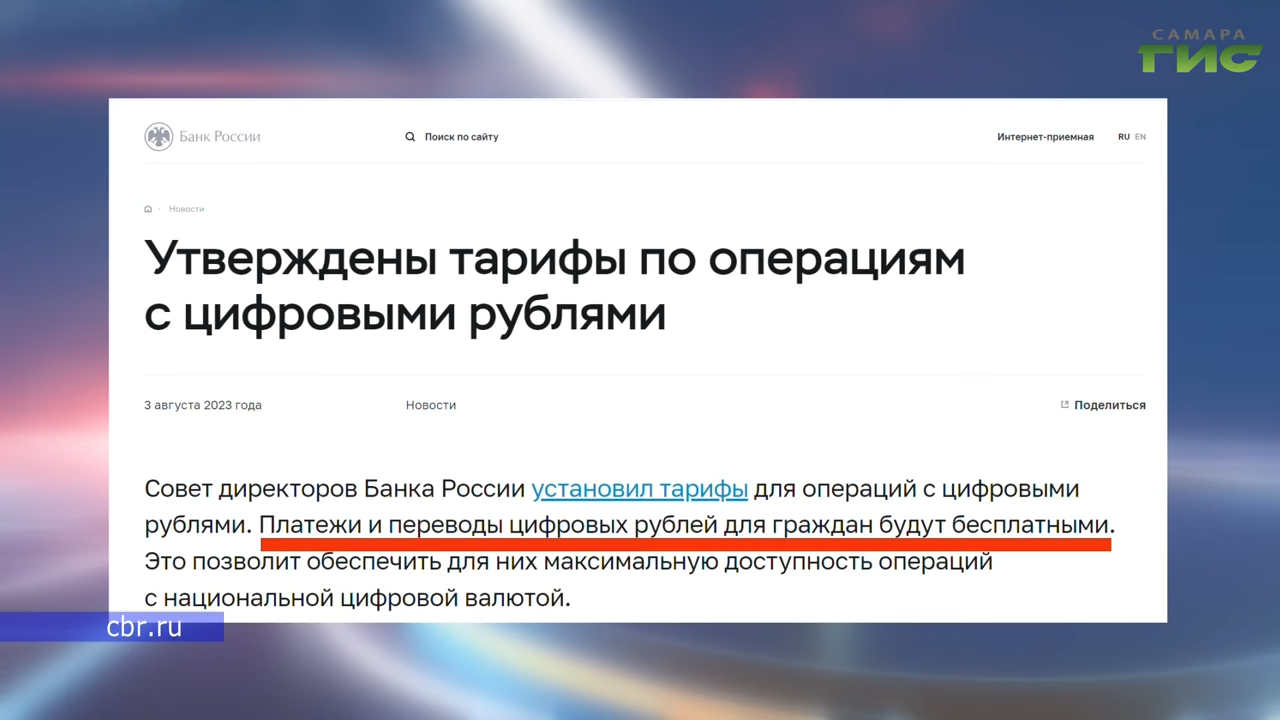 САМАРА
ГИС
Банк России
Поиск по сайту
Интернет-приемная
RU EN
Новости
Утверждены тарифы по операциям
с цифровыми рублями
3 августа 2023 года
Новости
Поделиться
Совет директоров Банка России установил тарифы для операций с цифровыми
рублями. Платежи и переводы цифровых рублей для граждан будут бесплатными.
Это позволит обеспечить для них максимальную доступность операций
с национальной цифровой валютой.
cbr.ru